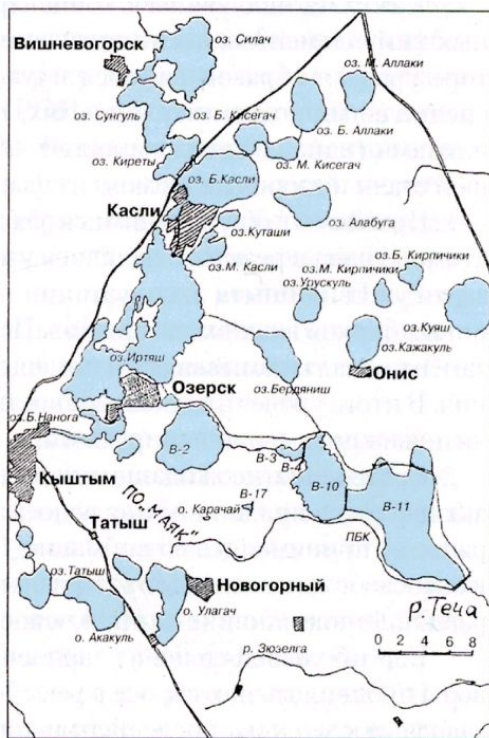 Вишневогорск
оз. Силач
оз. М. Аллаки
оз. Сунгуль
оз. Б. Кисегач
оз. Б. Аллаки
оз. Киреты
оз. М. Кисегач
оз. Б.Касли
Касли
оз. Алабуга
оз.Куташи
оз. Б. Кирпичики
оз.М. Касли
оз.М. Кирпичики
оз. Урускуль
оз. Куяш
оз. Кажакуль
оз.Иртяш
Озерск
оз.Бердяниш
Онис
оз.Б.Нанога
В-2
В-3
В-4
Кыштым
В-17
В-10
В-11
ПО "МАЯК"
о. Карачай
Татыш
ПБК
оз.Татыш
Новогорный
р.Теча
о. Улагач
о. Акакуль
р. Зюзелга
0 2 4 6 8